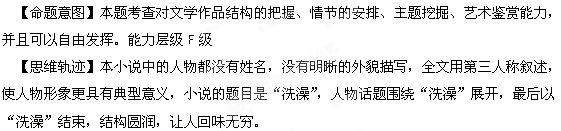 【命题意图】本题考查对文学作品结构的把握、情节的安排、主题挖掘、艺术鉴赏能力，
并且可以自由发挥。能力层级 F 级
【思维轨迹】本小说中的人物都没有姓名，没有明晰的外貌描写，全文用第三人称叙述，
使人物形象更具有典型意义，小说的题目是“洗澡”，人物话题围绕“洗澡”展开，最后以
“洗澡”结束，结构圆润，让人回味无穷。